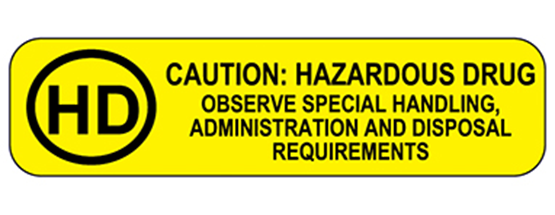 HD
CAUTION: HAZARDOUS DRUG
OBSERVE SPECIAL HANDLING,
ADMINISTRATION AND DISPOSAL
REQUIREMENTS